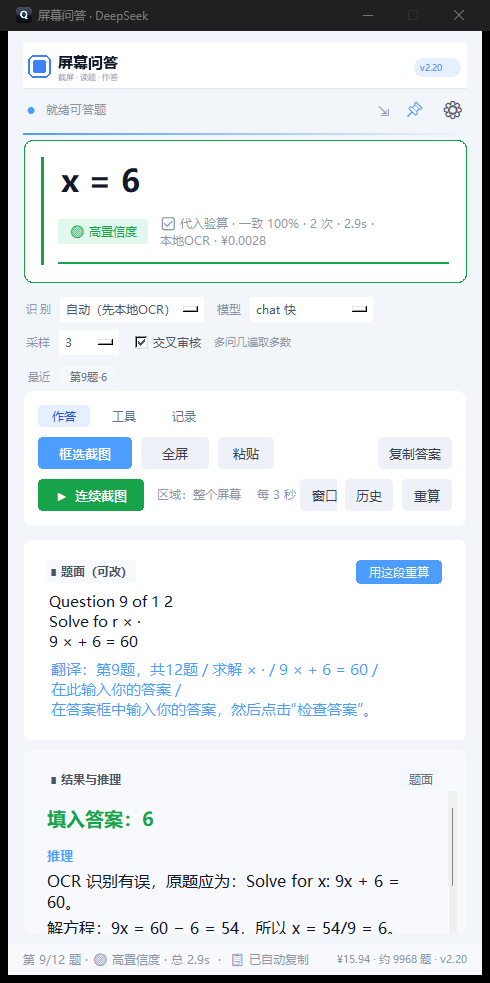 屏幕问答 · DeepSeek
屏幕问答
截屏 · 读题 · 作答
v2.20
就绪可答题
x = 6
高置信度
代入验算 · 一致 100% · 2 次 · 2.9s ·
本地OCR · ¥0.0028
识别 自动（先本地OCR） 模型 chat 快
采样 3 交叉审核 多问几遍取多数
最近 第9题·6
作答 工具 记录
框选截图 全屏 粘贴 复制答案
连续截图 区域：整个屏幕 每 3 秒 窗口 历史 重算
题面（可改） 用这段重算
Question 9 of 1 2
Solve fo r × ·
9 × + 6 = 60
翻译：第9题，共12题 / 求解 × · / 9 × + 6 = 60 /
在此输入你的答案 /
在答案框中输入你的答案，然后点击“检查答案”。
结果与推理 题面
填入答案：6
推理
OCR 识别有误，原题应为：Solve for x: 9x + 6 =
60。
解方程：9x = 60 − 6 = 54，所以 x = 54/9 = 6。
第 9/12 题 · 高置信度 · 总 2.9s · 已自动复制 ¥15.94 · 约 9968 题 · v2.20